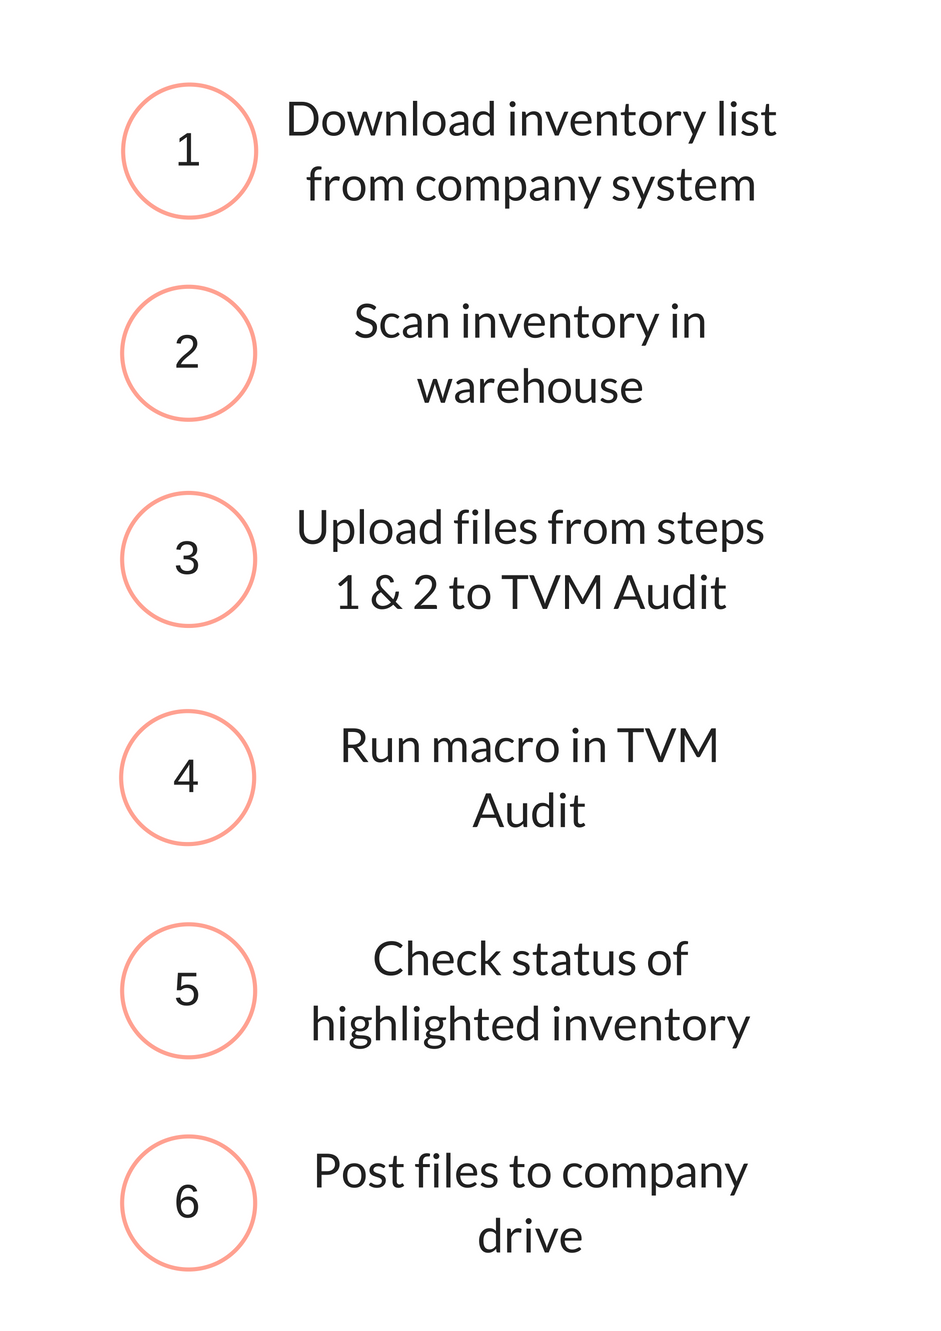 1
Download inventory list
from company system
2
Scan inventory in
warehouse
3
Upload files from steps
1 & 2 to TVM Audit
4
Run macro in TVM
Audit
5
Check status of
highlighted inventory
6
Post files to company
drive